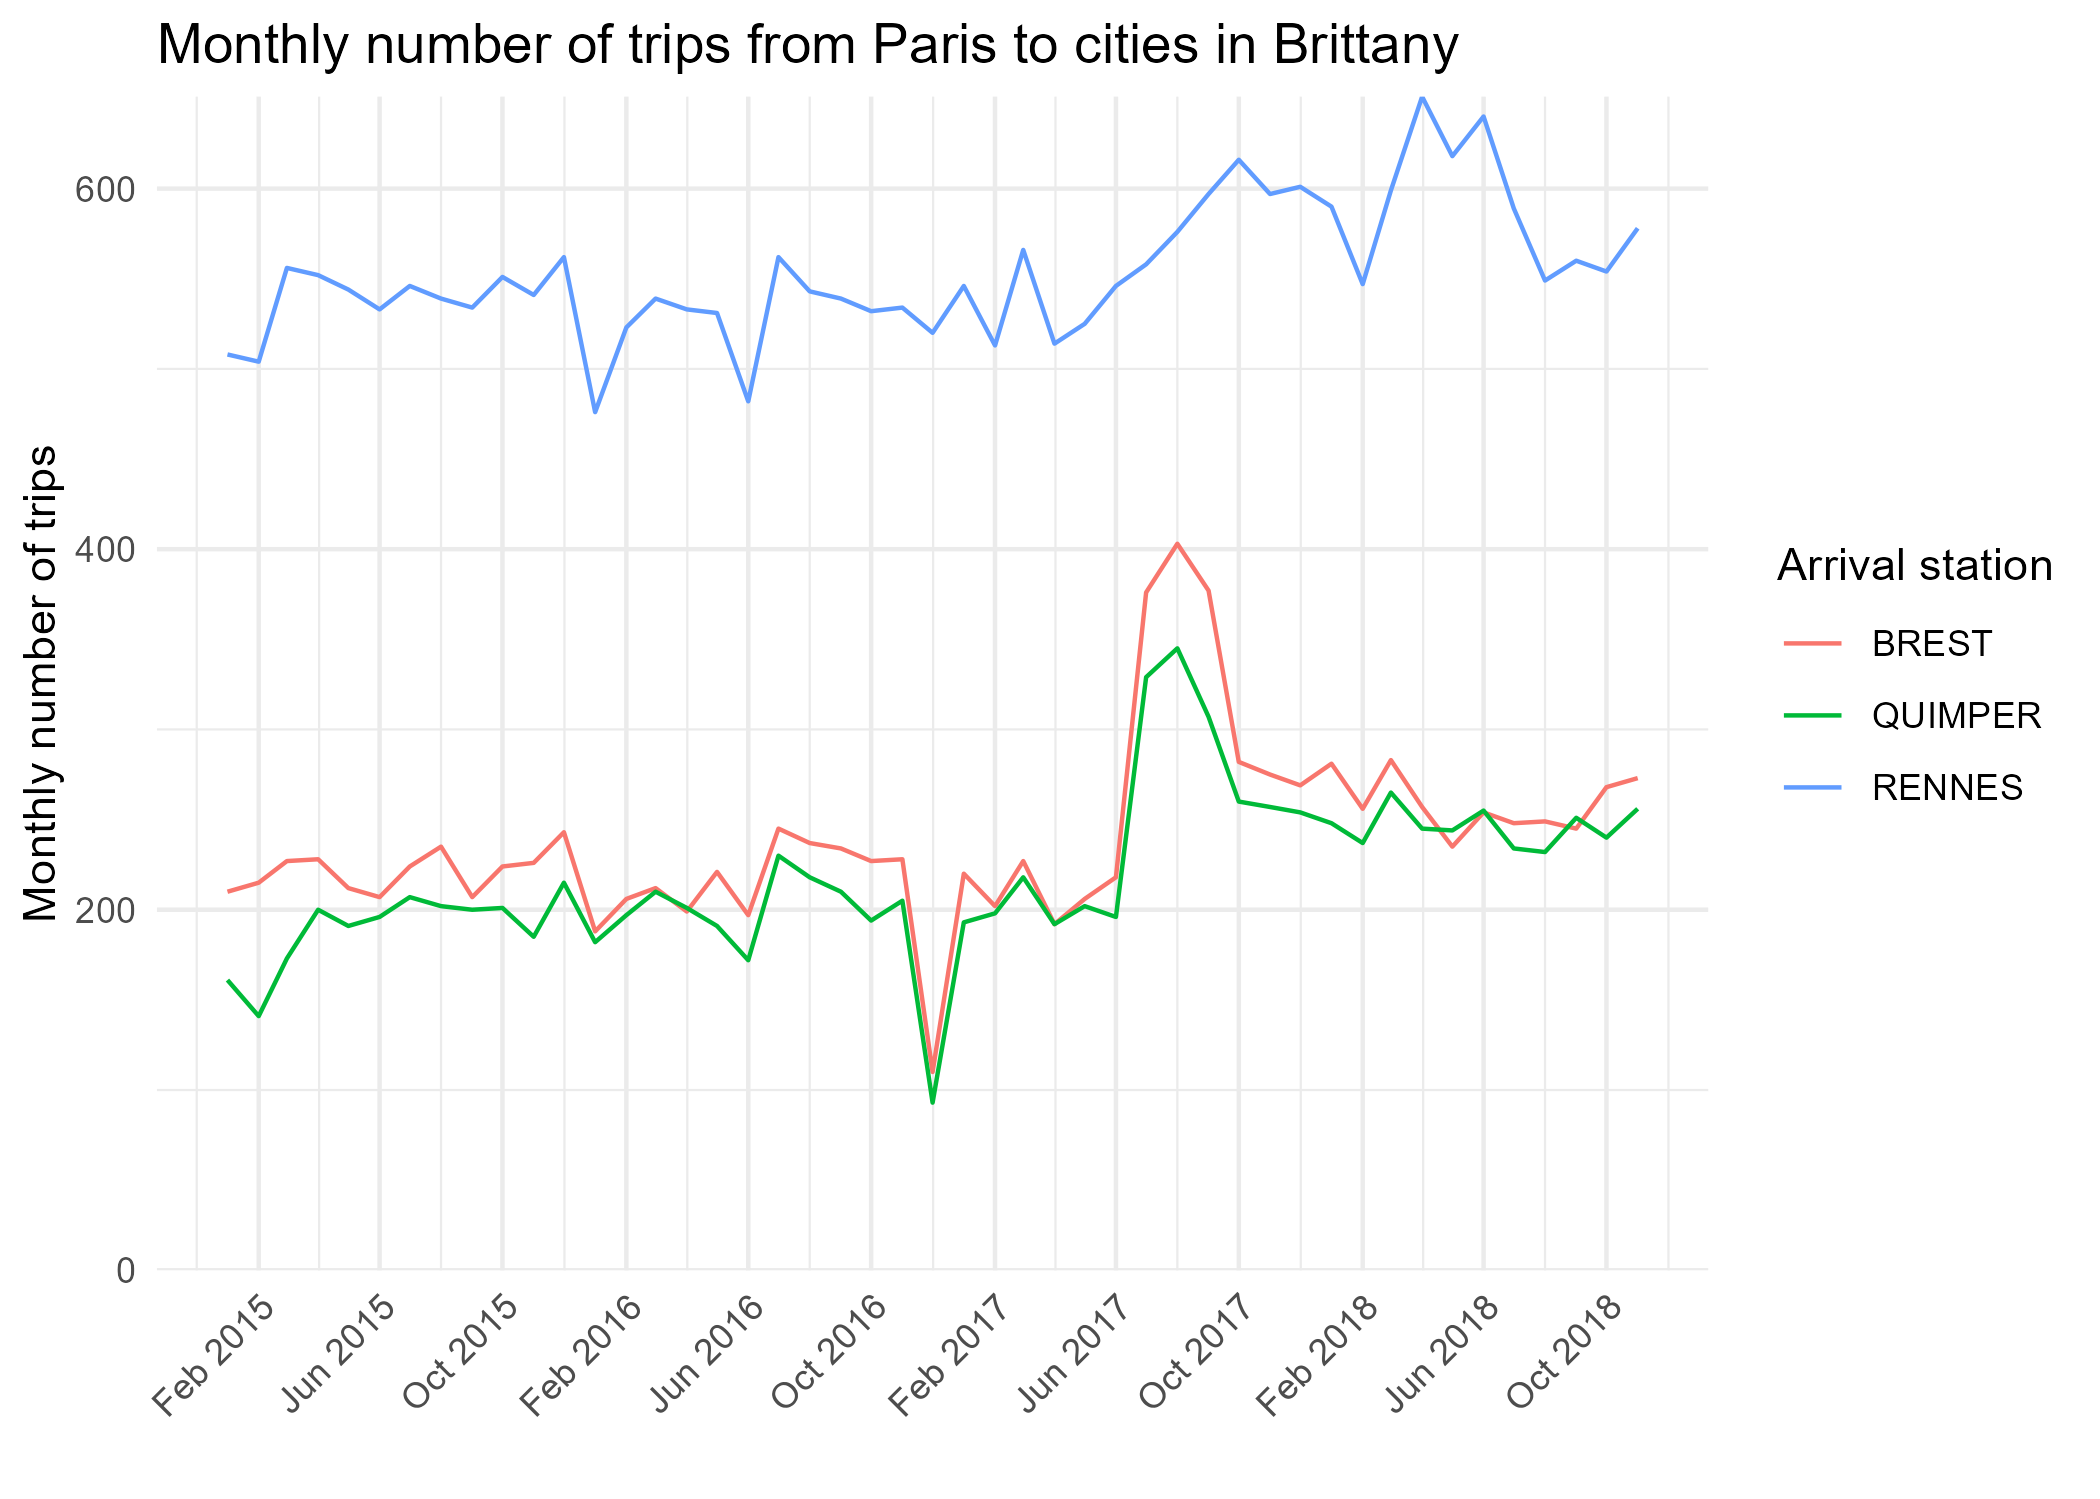 Monthly number of trips from Paris to cities in Brittany
Monthly number of trips
600
400
200
0
Feb 2015
Jun 2015
Oct 2015
Feb 2016
Jun 2016
Oct 2016
Feb 2017
Jun 2017
Oct 2017
Feb 2018
Jun 2018
Oct 2018
Arrival station
BREST
QUIMPER
RENNES